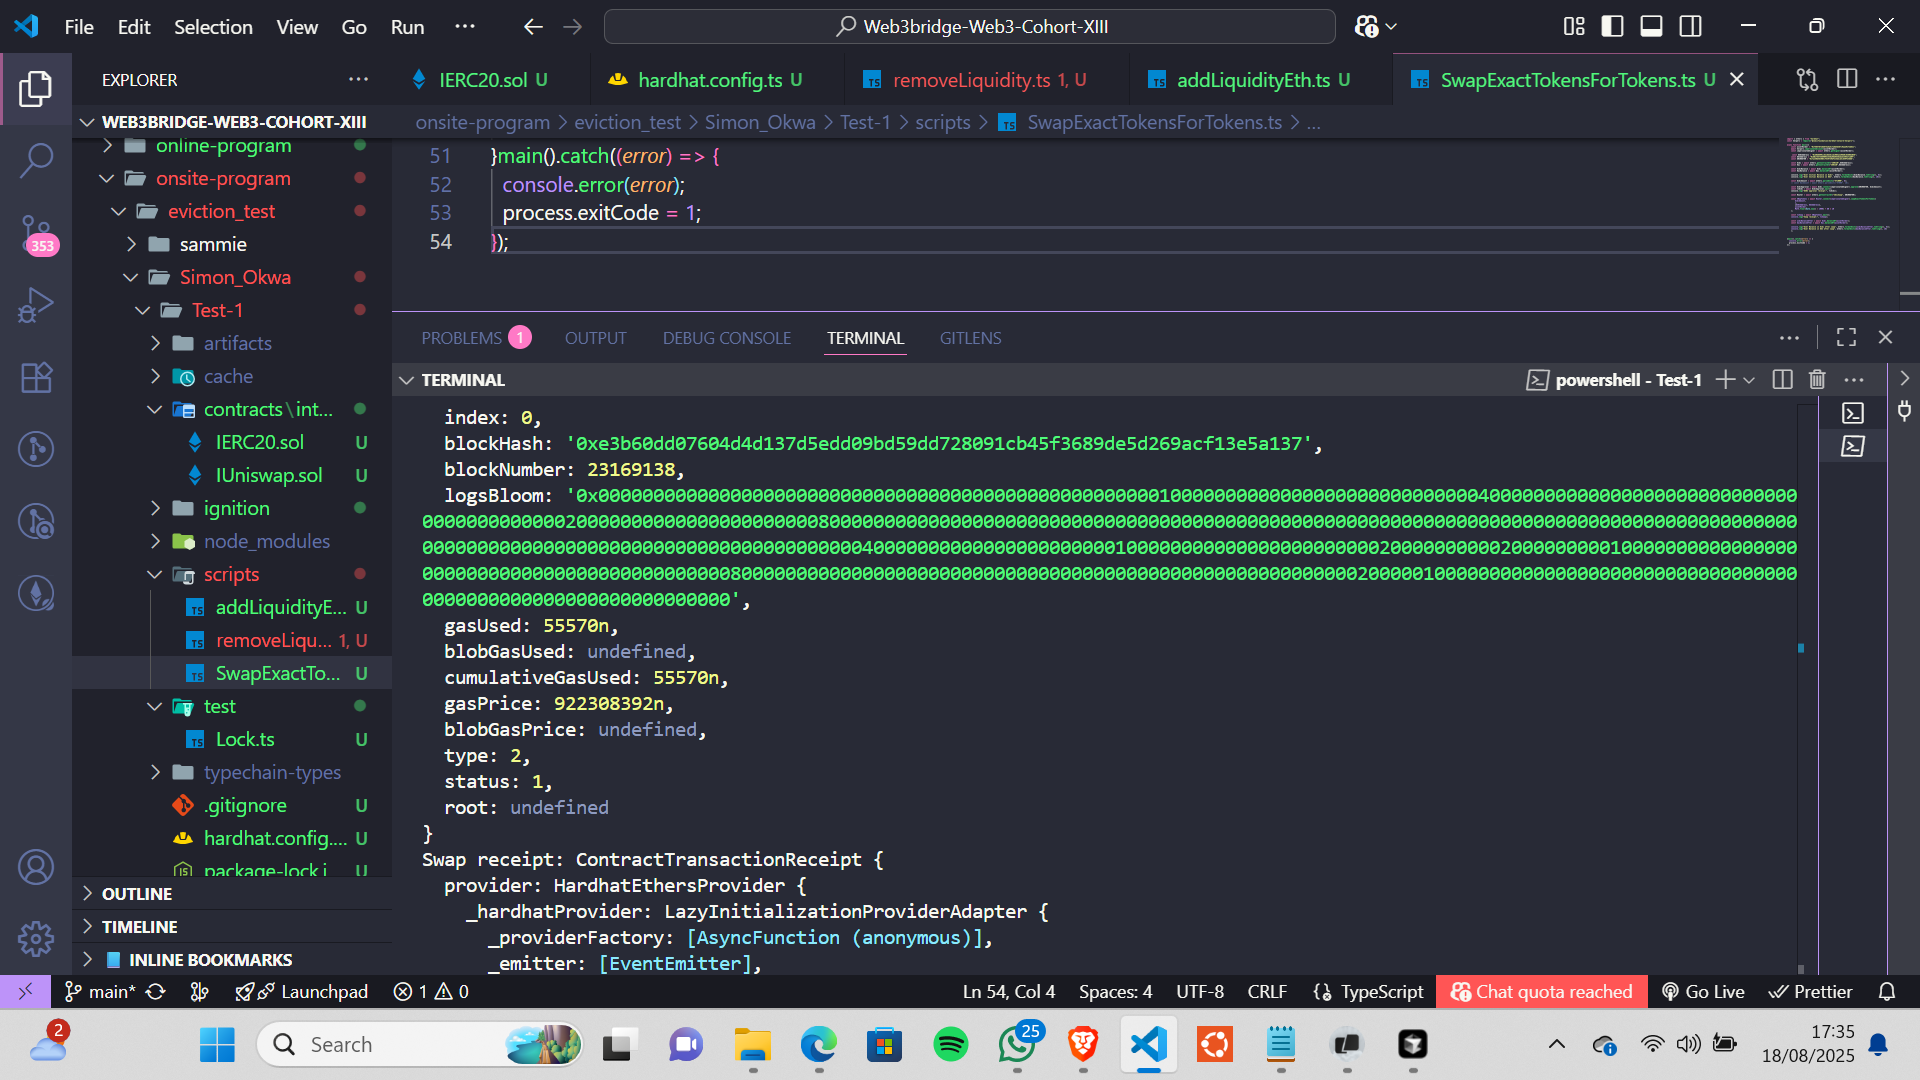 File Edit Selection View Go Run ...
Web3bridge-Web3-Cohort-XIII
EXPLORER
IERC20.sol U
hardhat.config.ts U
removeLiquidity.ts 1, U
addLiquidityEth.ts U
SwapExactTokensForTokens.ts U
WEB3BRIDGE-WEB3-COHORT-XIII
onsite-program > eviction_test > Simon_Okwa > Test-1 > scripts > SwapExactTokensForTokens.ts > ...
online-program
onsite-program
eviction_test
sammie
Simon_Okwa
Test-1
artifacts
cache
contracts\int...
IERC20.sol U
IUniswap.sol U
ignition
node_modules
scripts
addLiquidityE... U
removeLiqu... 1, U
SwapExactTo... U
test
Lock.ts U
typechain-types
.gitignore U
hardhat.config.... U
package-lock.j U
OUTLINE
TIMELINE
INLINE BOOKMARKS
353
51 }main().catch((error) => {
52 console.error(error);
53 process.exitCode = 1;
54 });
PROBLEMS 1 OUTPUT DEBUG CONSOLE TERMINAL GITLENS
TERMINAL
powershell - Test-1
index: 0,
blockHash: '0xe3b60dd07604d4d137d5edd09bd59dd728091cb45f3689de5d269acf13e5a137',
blockNumber: 23169138,
logsBloom:
gasUsed: 55570n,
blobGasUsed: undefined,
cumulativeGasUsed: 55570n,
gasPrice: 922308392n,
blobGasPrice: undefined,
type: 2,
status: 1,
root: undefined
}
Swap receipt: ContractTransactionReceipt {
provider: HardhatEthersProvider {
_hardhatProvider: LazyInitializationProviderAdapter {
_providerFactory: [AsyncFunction (anonymous)],
_emitter: [EventEmitter],
main* Launchpad 1 0
Ln 54, Col 4 Spaces: 4 UTF-8 CRLF TypeScript Chat quota reached Go Live Prettier
2
Search
25
17:35
18/08/2025